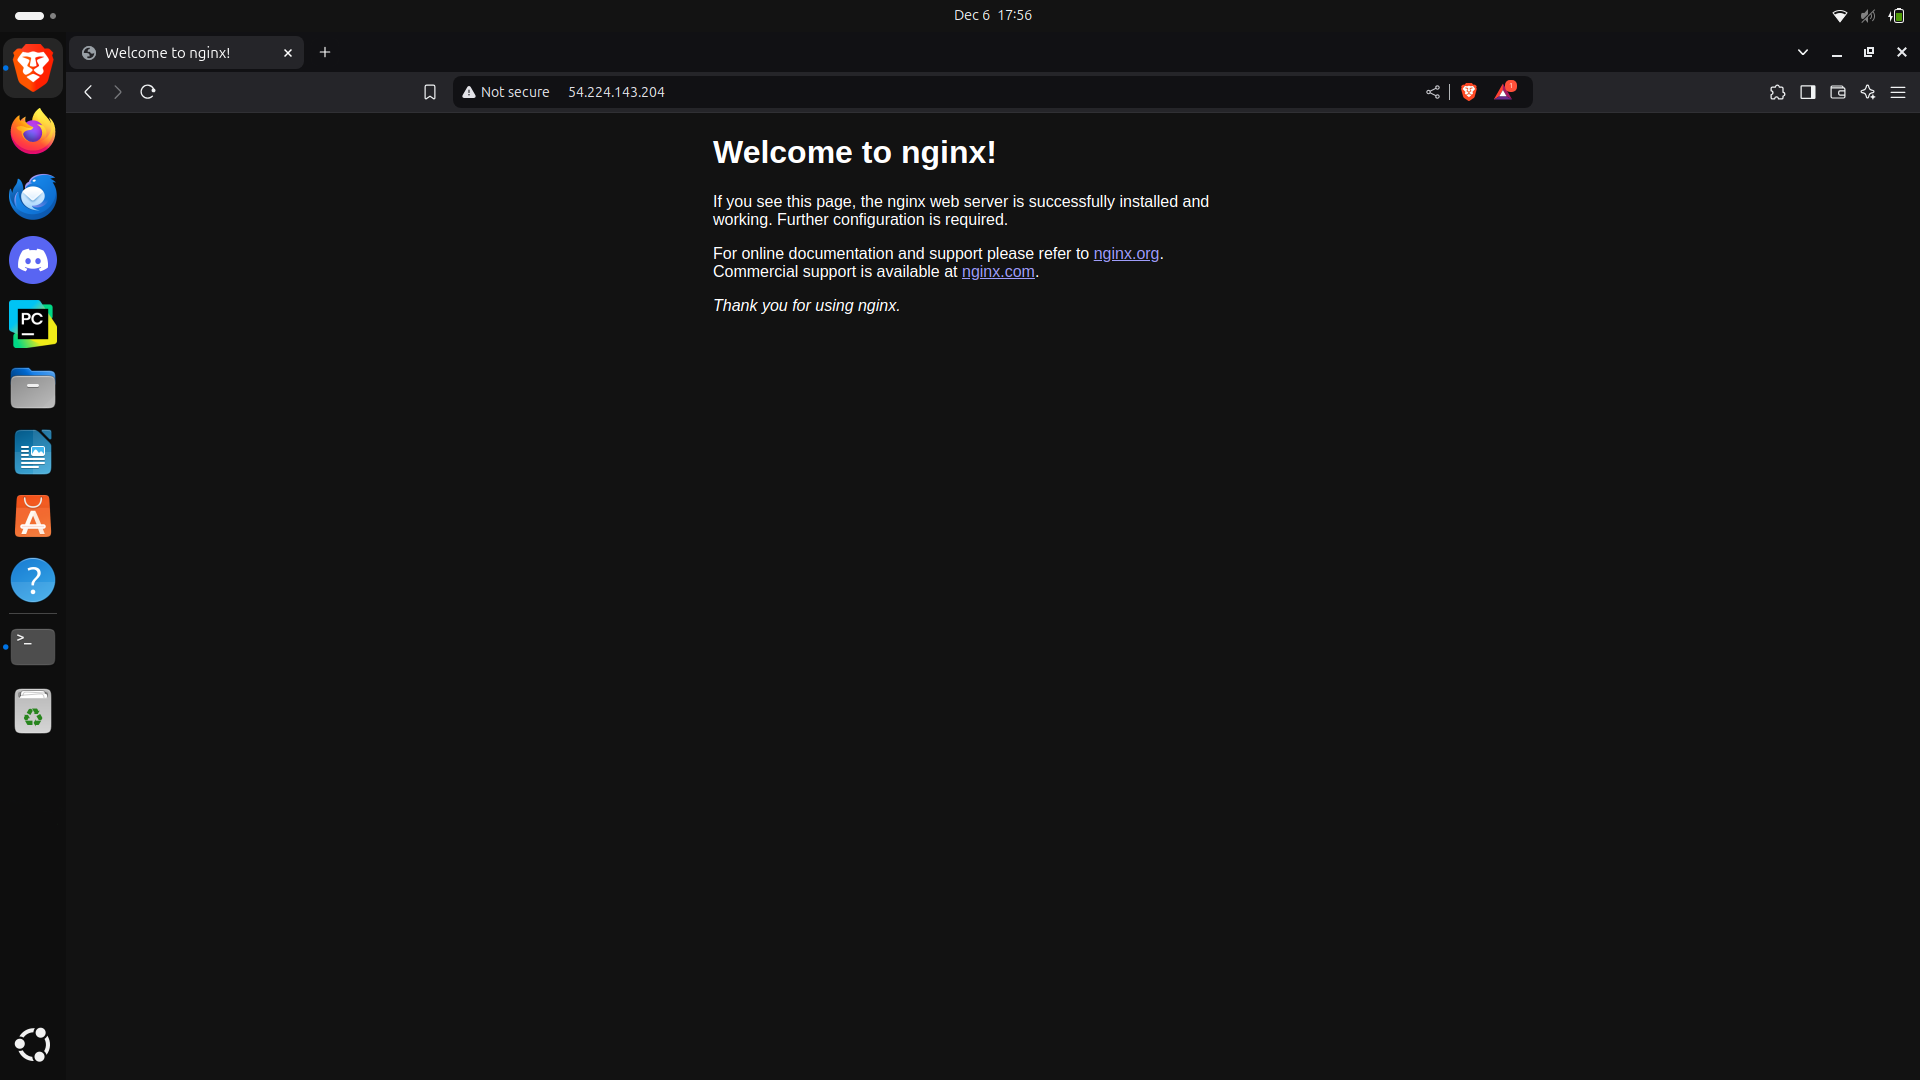 Dec 6 17:56
Welcome to nginx!
Not secure 54.224.143.204
1
Welcome to nginx!
If you see this page, the nginx web server is successfully installed and
working. Further configuration is required.
For online documentation and support please refer to nginx.org.
Commercial support is available at nginx.com.
Thank you for using nginx.
PC
>_